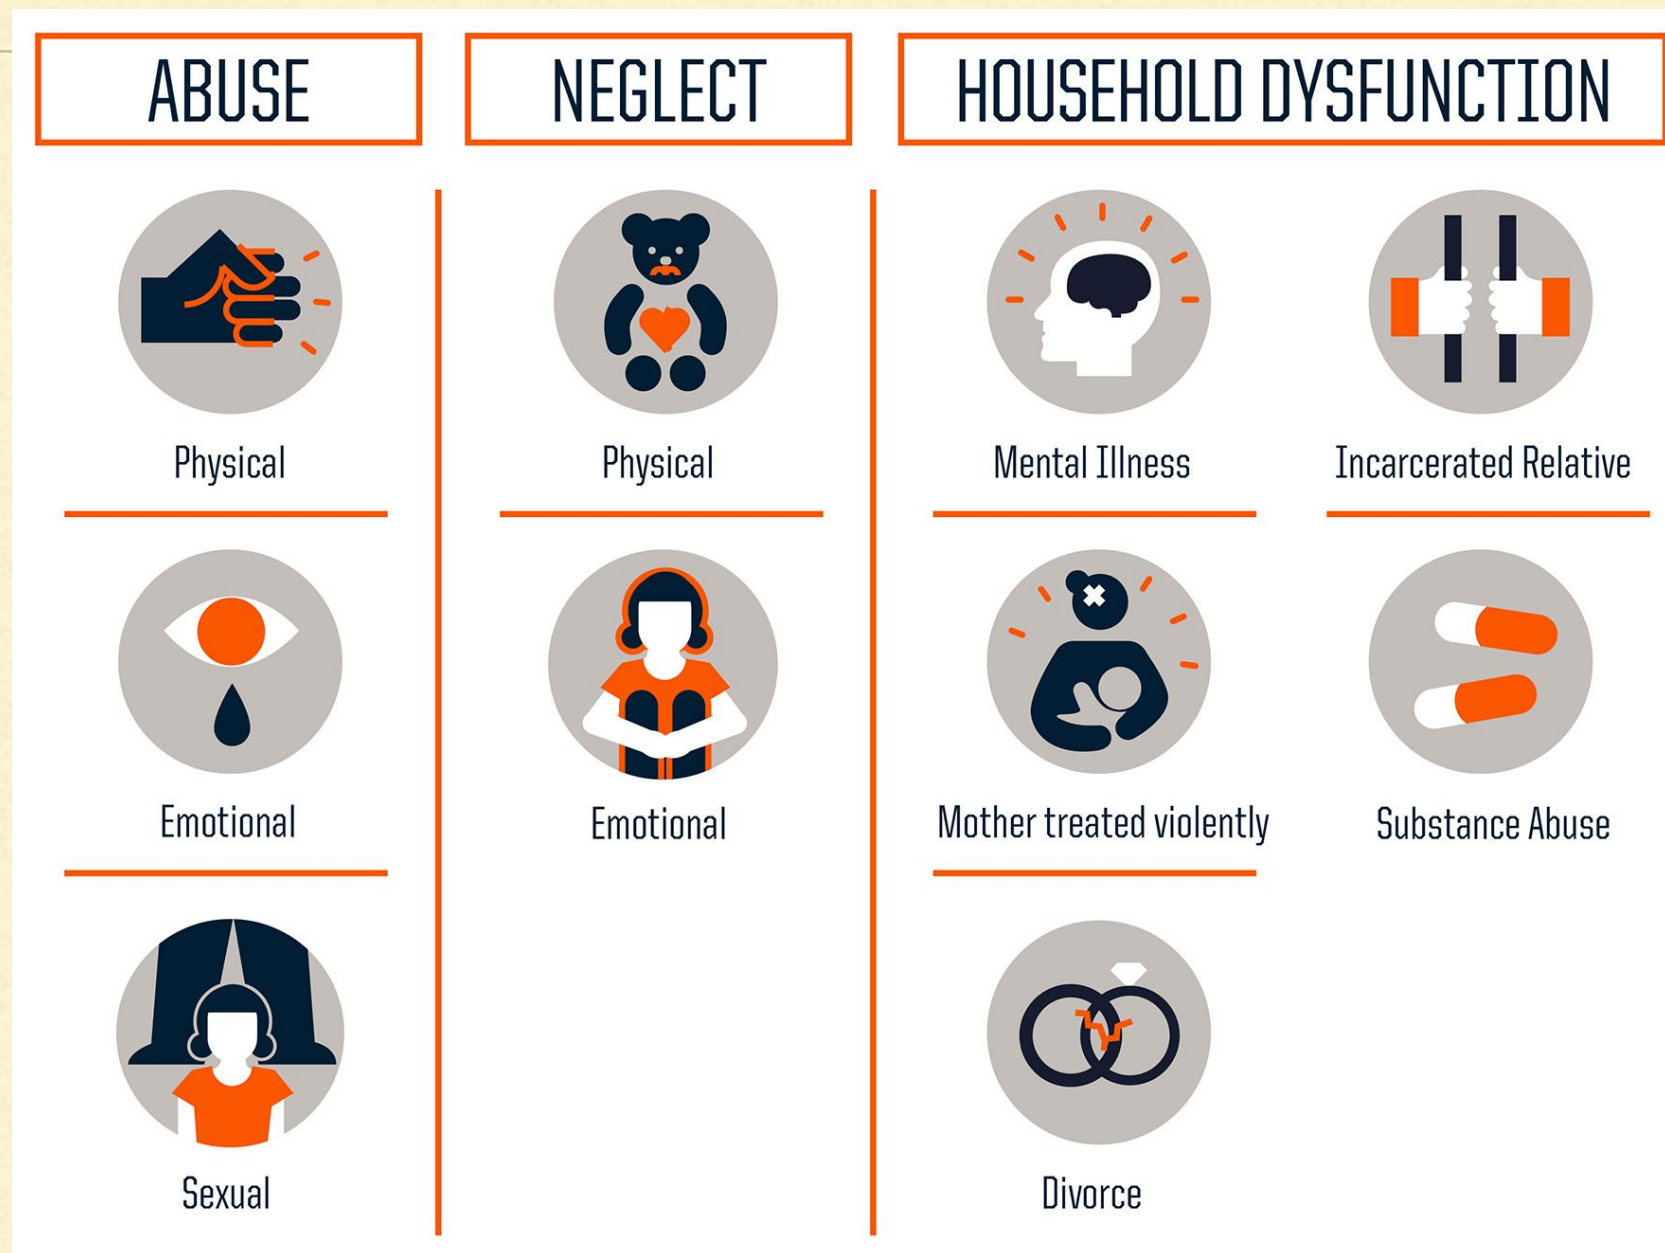 ABUSE
Physical
Emotional
Sexual
NEGLECT
Physical
Emotional
HOUSEHOLD DYSFUNCTION
Mental Illness
Incarcerated Relative
Mother treated violently
Substance Abuse
Divorce